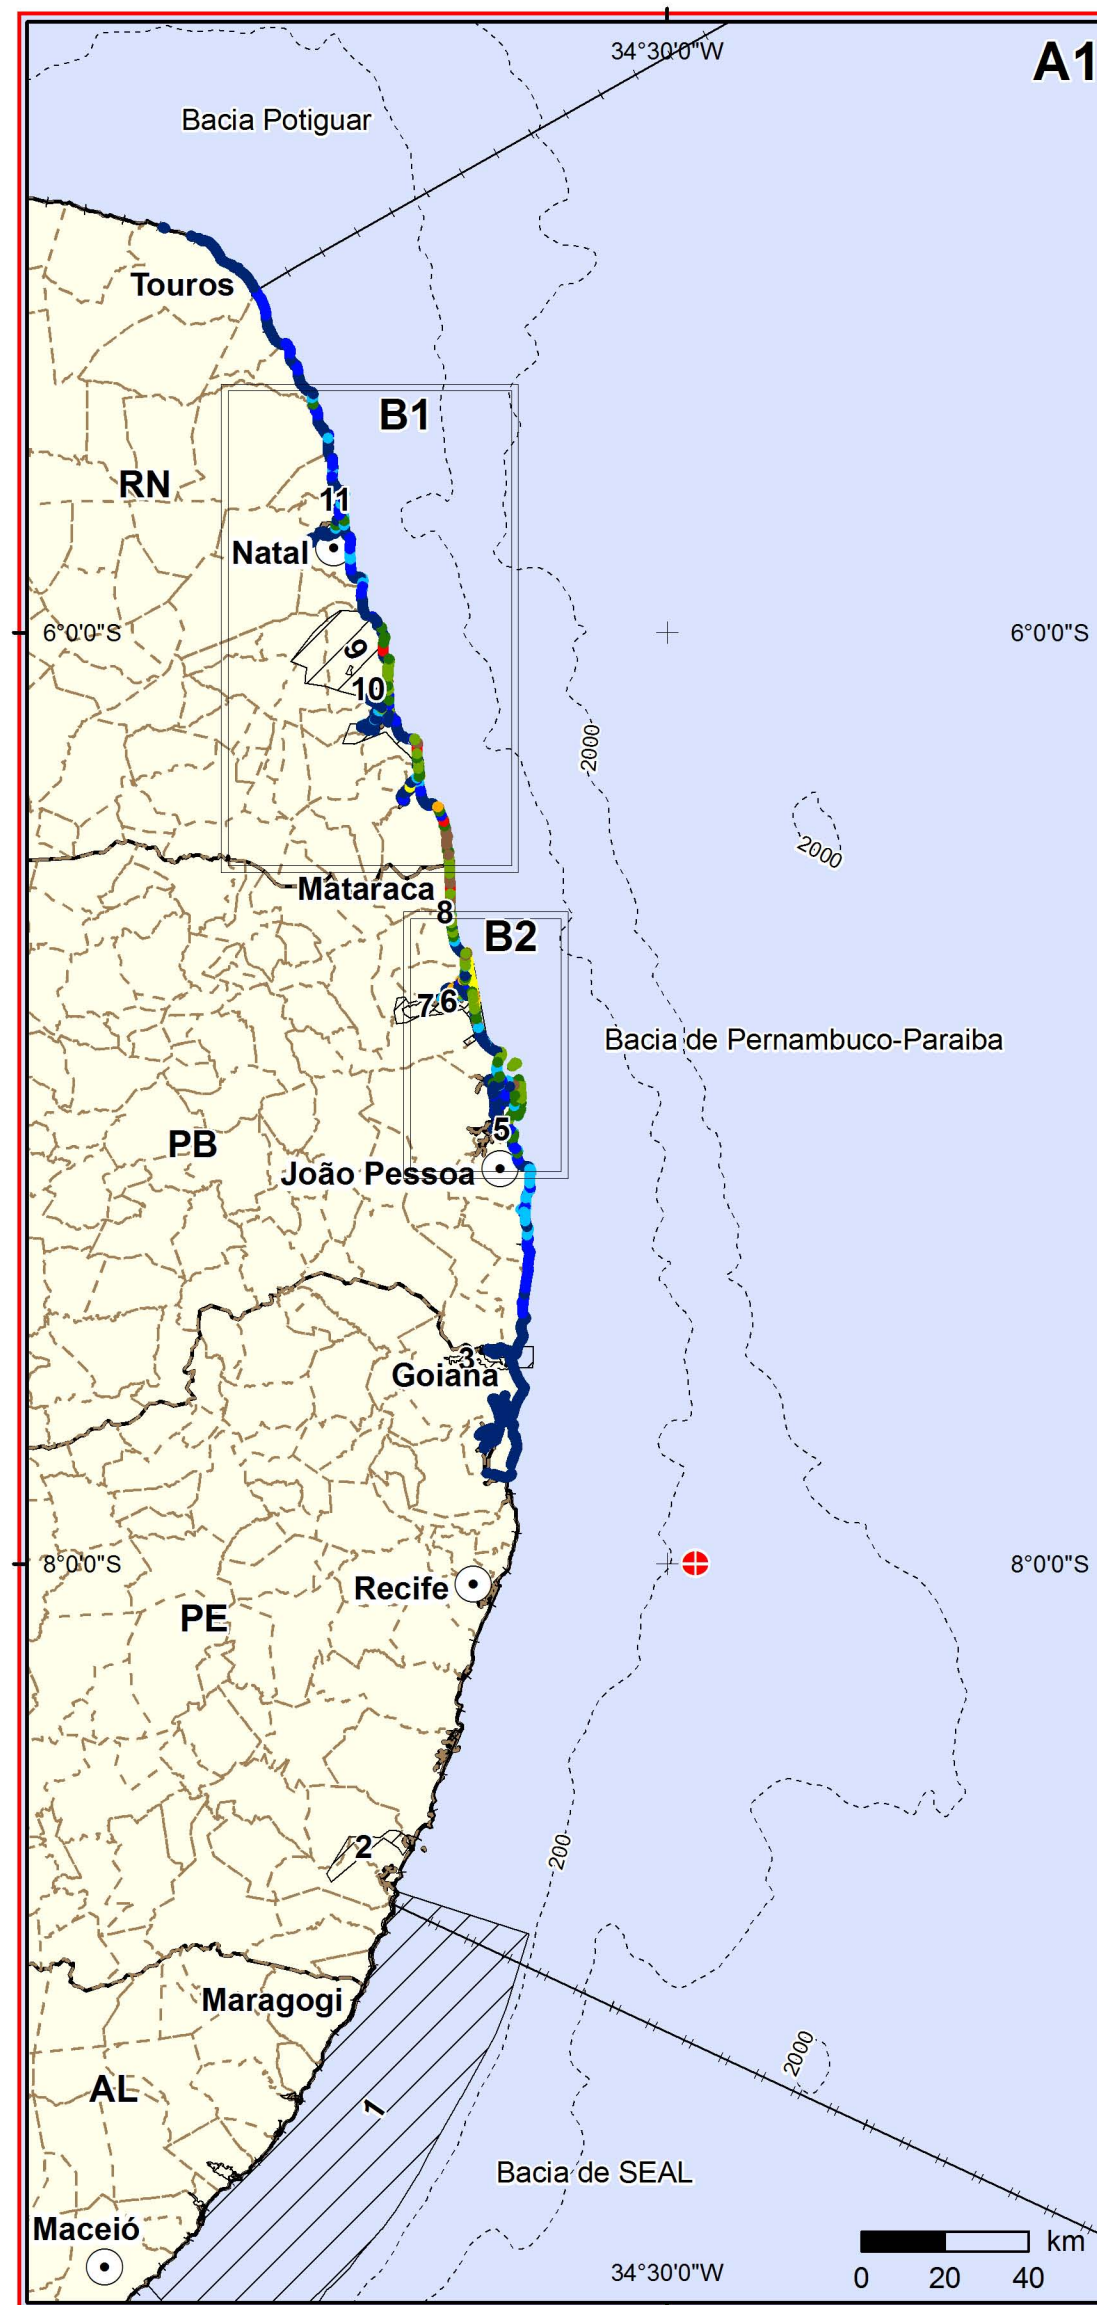 34°30'0"W
A1
Bacia Potiguar
Touros
B1
RN
11
Natal
6°0'0"S
6°0'0"S
9
10
2000
2000
Mataraca
8
B2
7
6
Bacia de Pernambuco-Paraiba
5
PB
João Pessoa
3
Goiana
8°0'0"S
8°0'0"S
Recife
PE
2
200
Maragogi
2000
AL
1
Bacia de SEAL
Maceió
km
34°30'0"W
0 20 40